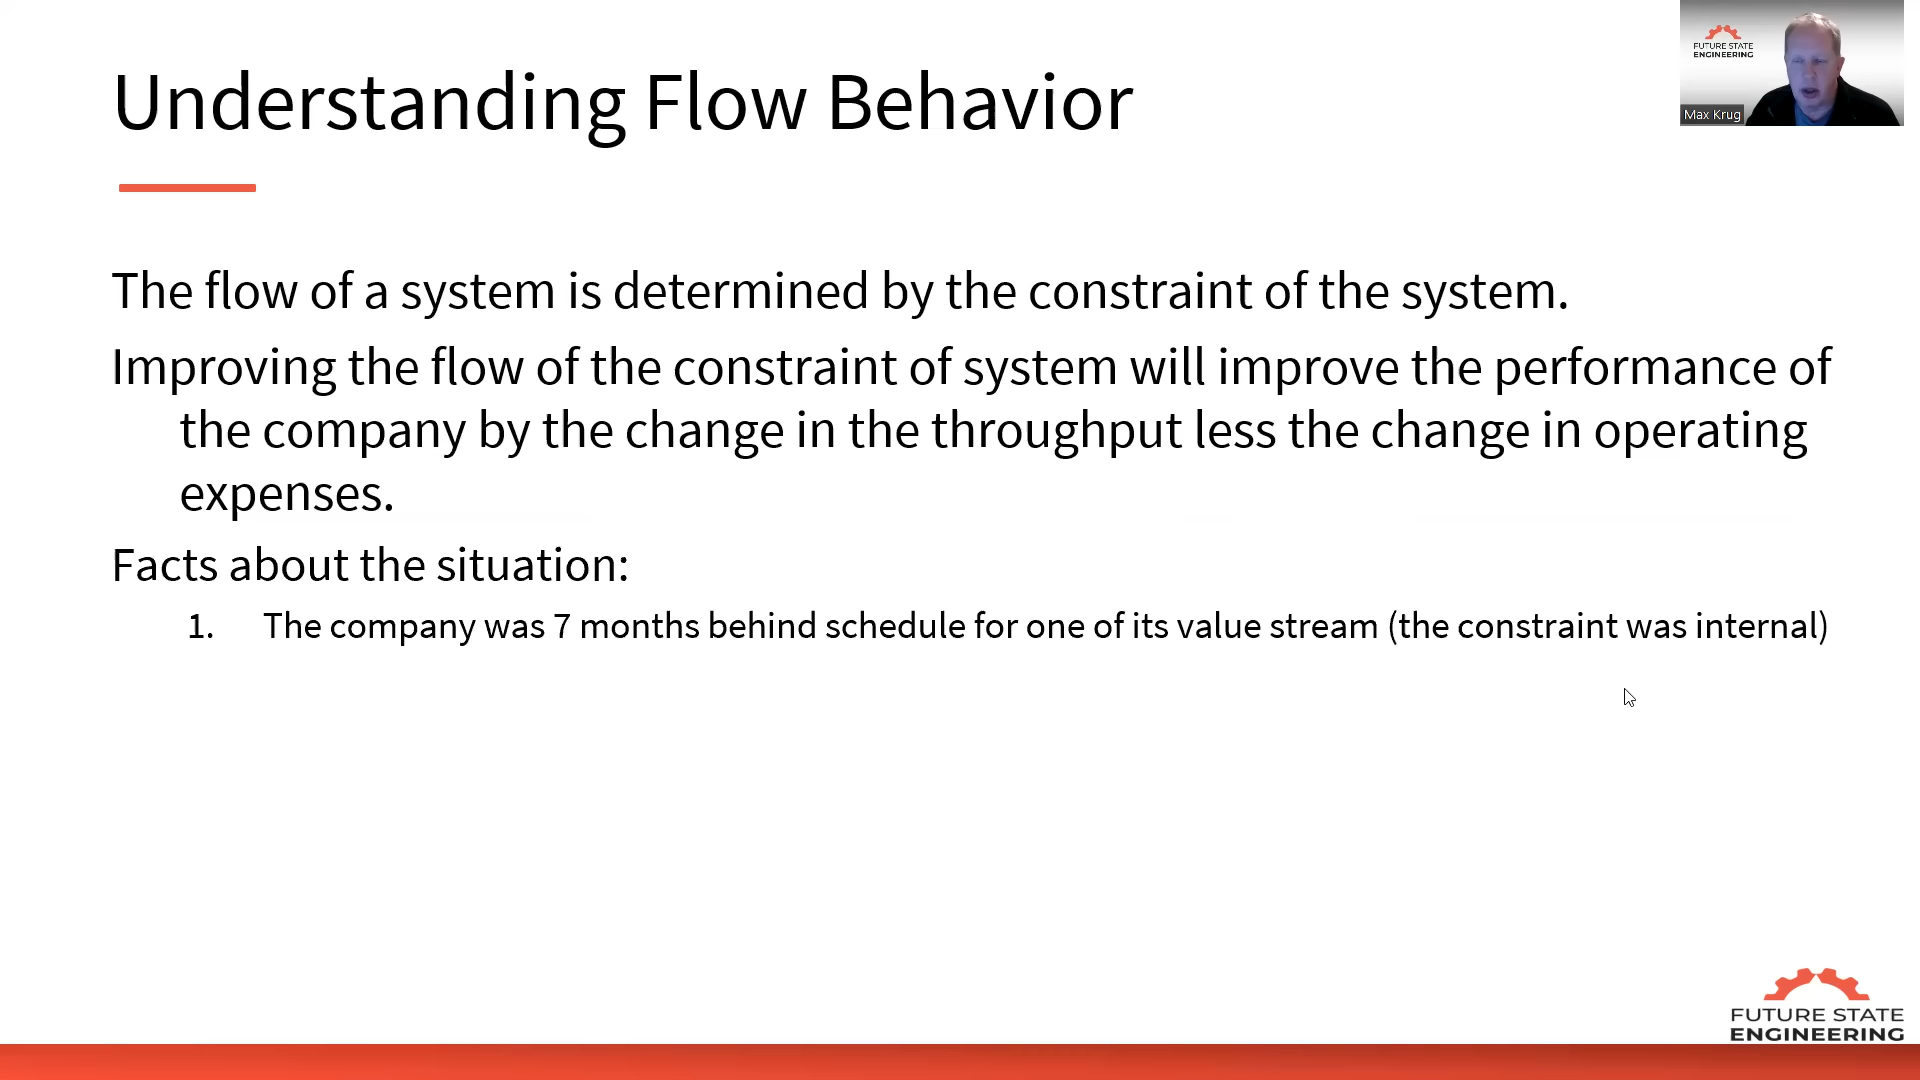 Understanding Flow Behavior
FUTURE STATE
ENGINEERING
Max Krug
The flow of a system is determined by the constraint of the system.
Improving the flow of the constraint of system will improve the performance of
the company by the change in the throughput less the change in operating
expenses.
Facts about the situation:
1. The company was 7 months behind schedule for one of its value stream (the constraint was internal)
FUTURE STATE
ENGINEERING